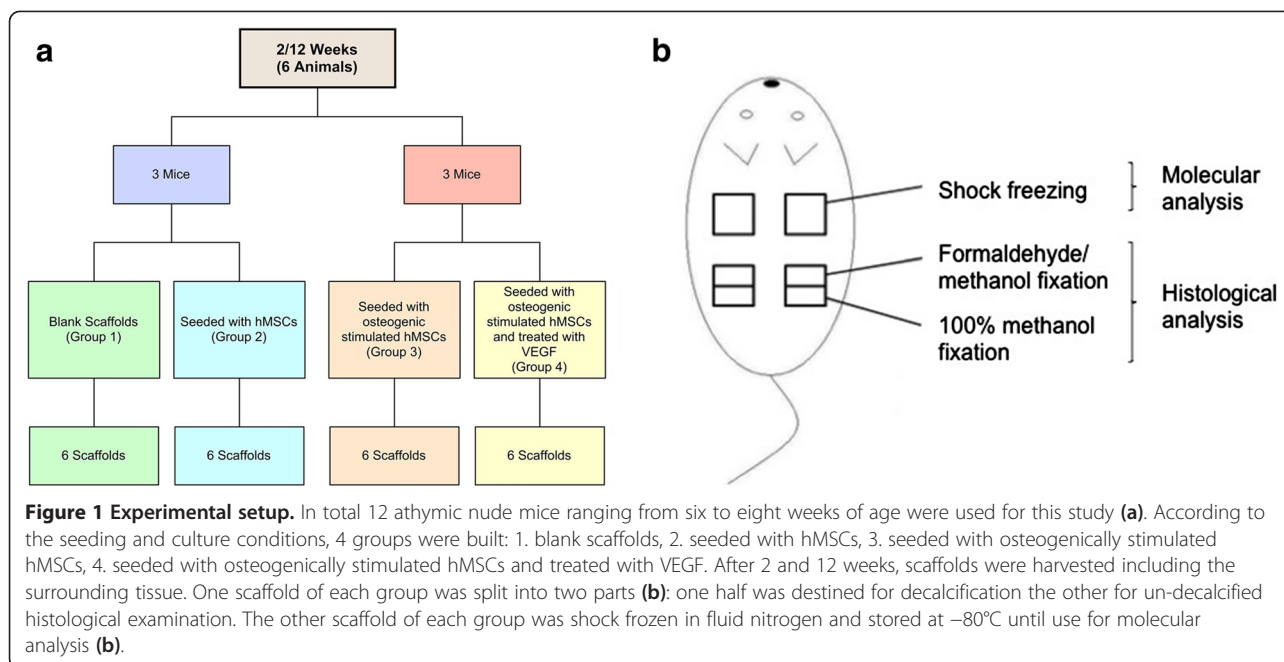 a
2/12 Weeks
(6 Animals)
3 Mice
3 Mice
Blank Scaffolds
(Group 1)
Seeded with hMSCs
(Group 2)
Seeded with
osteogenic
stimulated hMSCs
(Group 3)
Seeded with
osteogenic
stimulated hMSCs
and treated with
VEGF
(Group 4)
6 Scaffolds
6 Scaffolds
6 Scaffolds
6 Scaffolds
b
Shock freezing
Molecular
analysis
Formaldehyde/
methanol fixation
100% methanol
fixation
Histological
analysis
Figure 1 Experimental setup. In total 12 athymic nude mice ranging from six to eight weeks of age were used for this study (a). According to
the seeding and culture conditions, 4 groups were built: 1. blank scaffolds, 2. seeded with hMSCs, 3. seeded with osteogenically stimulated
hMSCs, 4. seeded with osteogenically stimulated hMSCs and treated with VEGF. After 2 and 12 weeks, scaffolds were harvested including the
surrounding tissue. One scaffold of each group was split into two parts (b): one half was destined for decalcification the other for un-decalcified
histological examination. The other scaffold of each group was shock frozen in fluid nitrogen and stored at −80°C until use for molecular
analysis (b).